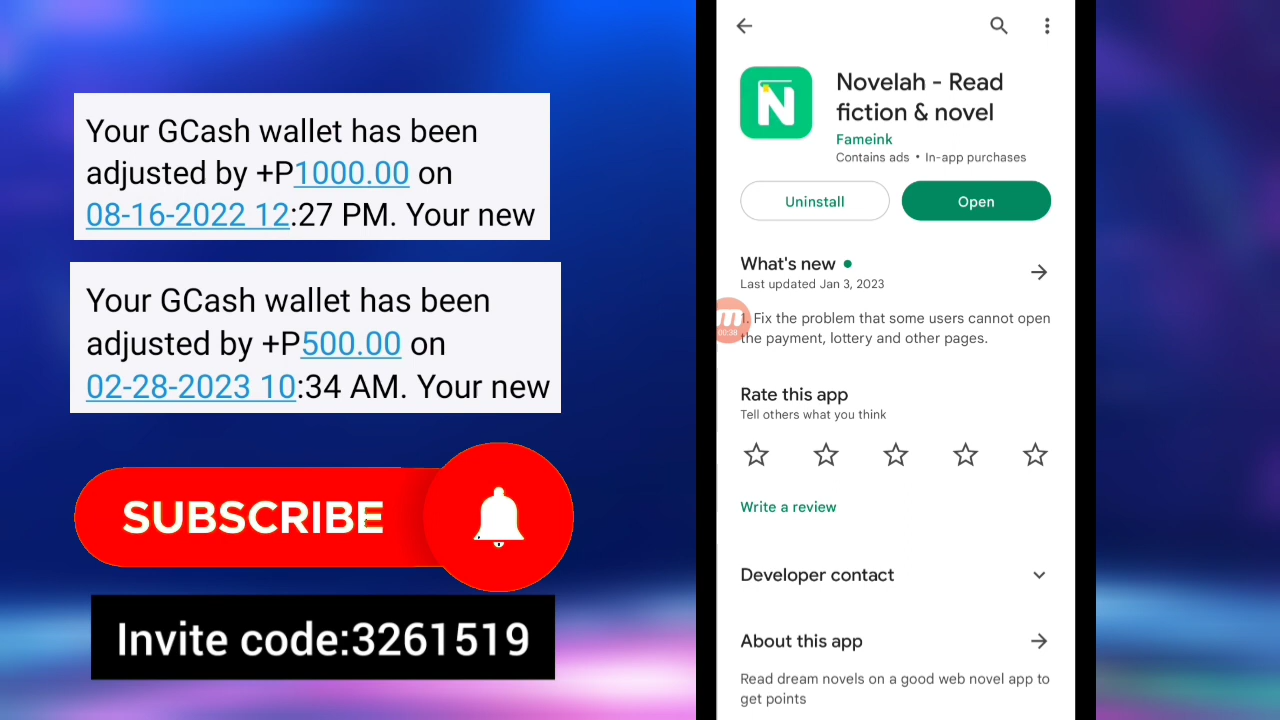 Your GCash wallet has been
adjusted by +P1000.00 on
08-16-2022 12:27 PM. Your new
Your GCash wallet has been
adjusted by +P500.00 on
02-28-2023 10:34 AM. Your new
SUBSCRIBE
Invite code:3261519
N
Novelah - Read
fiction & novel
Fameink
Contains ads • In-app purchases
Uninstall
Open
What's new
Last updated Jan 3, 2023
00:38
1. Fix the problem that some users cannot open
the payment, lottery and other pages.
Rate this app
Tell others what you think
Write a review
Developer contact
About this app
Read dream novels on a good web novel app to
get points